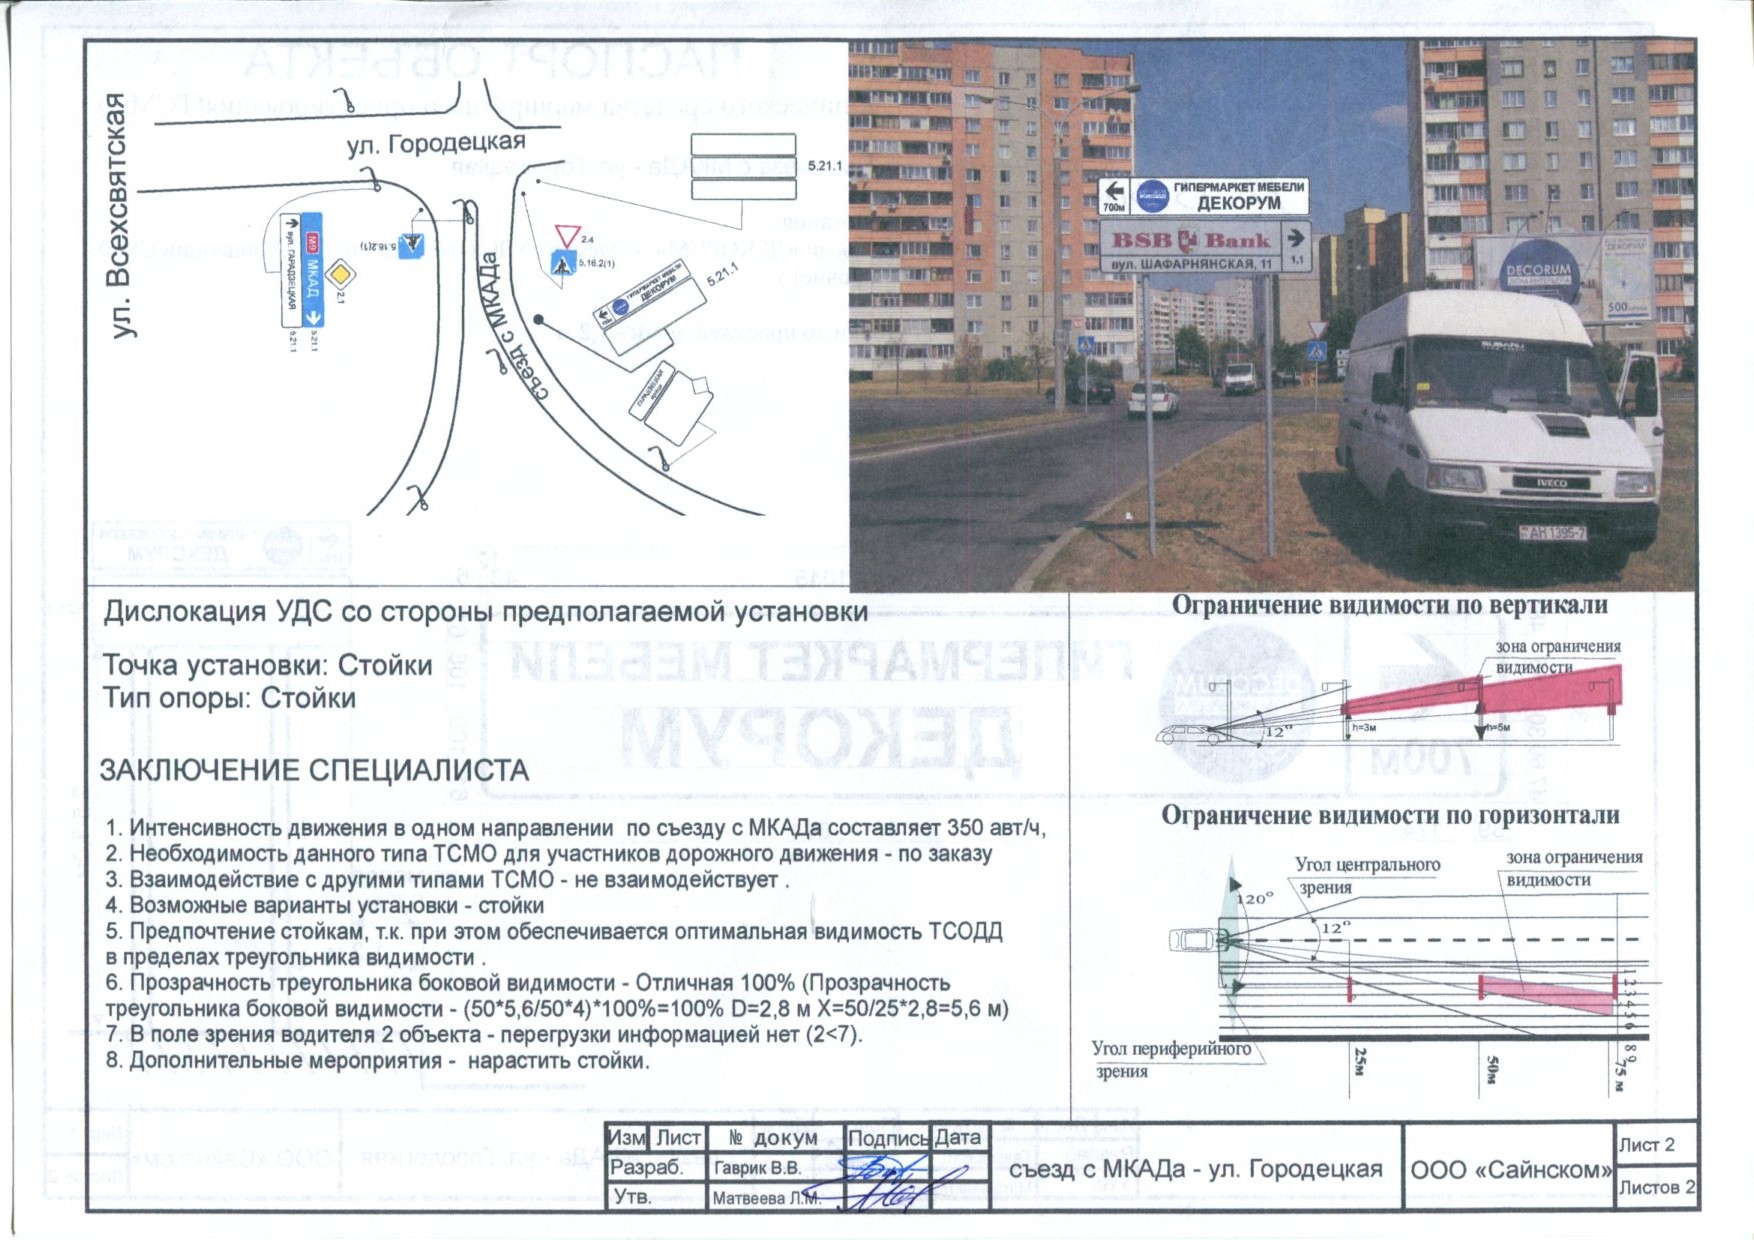 ул. Всехсвятская
ул. Городецкая
Съезд с МКАДа
5.21.1
2.4
5.16.2(1)
5.16.2(1)
М9 МКАД
вул. ГАРАДЕЦКАЯ
2.1
5.21.1
5.21.1
ГИПЕРМАРКЕТ МЕБЕЛИ
ДЕКОРУМ
5.21.1
ГАРАДЕЦКАЯ
ГИПЕРМАРКЕТ МЕБЕЛИ
700м ДЕКОРУМ
BSB Bank
вул. ШАФАРНЯНСКАЯ, 11 1,1
DECORUM
500
SUBARU
IVECO
AH 1395-7
Дислокация УДС со стороны предполагаемой установки
Точка установки: Стойки
Тип опоры: Стойки
ЗАКЛЮЧЕНИЕ СПЕЦИАЛИСТА
1. Интенсивность движения в одном направлении по съезду с МКАДа составляет 350 авт/ч,
2. Необходимость данного типа ТСМО для участников дорожного движения - по заказу
3. Взаимодействие с другими типами ТСМО - не взаимодействует .
4. Возможные варианты установки - стойки
5. Предпочтение стойкам, т.к. при этом обеспечивается оптимальная видимость ТСОДД
в пределах треугольника видимости .
6. Прозрачность треугольника боковой видимости - Отличная 100% (Прозрачность
треугольника боковой видимости - (50*5,6/50*4)*100%=100% D=2,8 м X=50/25*2,8=5,6 м)
7. В поле зрения водителя 2 объекта - перегрузки информацией нет (2<7).
8. Дополнительные мероприятия - нарастить стойки.
Ограничение видимости по вертикали
зона ограничения
видимости
12°
h=3м
h=5м
Ограничение видимости по горизонтали
Угол центрального
зрения
зона ограничения
видимости
120°
12°
1 2 3 4 5 6 8 9
Угол периферийного
зрения
25м
50м
75 м
Изм Лист № докум Подпись Дата
Разраб. Гаврик В.В.
Утв. Матвеева Л.М.
съезд с МКАДа - ул. Городецкая
ООО «Сайнском»
Лист 2
Листов 2